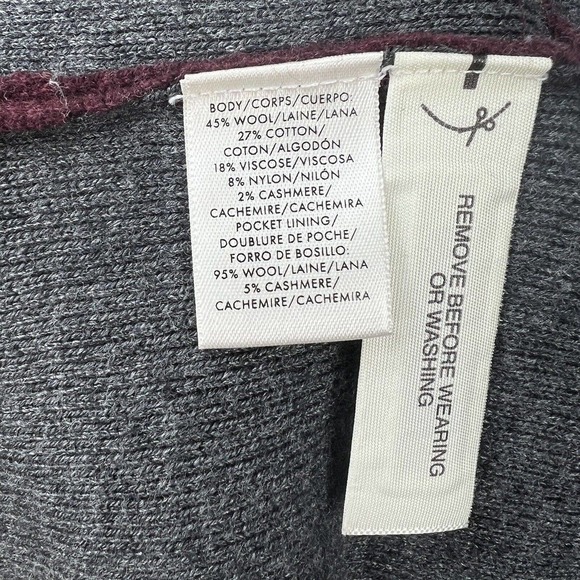 BODY/CORPS/CUERPO:
45% WOOL/LAINE/LANA
27% COTTON/
COTON/ALGODÓN
18% VISCOSE/VISCOSA
8% NYLON/NILÓN
2% CASHMERE/
CACHEMIRE/CACHEMIRA
POCKET LINING/
DOUBLURE DE POCHE/
FORRO DE BOSILLO:
95% WOOL/LAINE/LANA
5% CASHMERE/
CACHEMIRE/CACHEMIRA
REMOVE BEFORE WEARING
OR WASHING